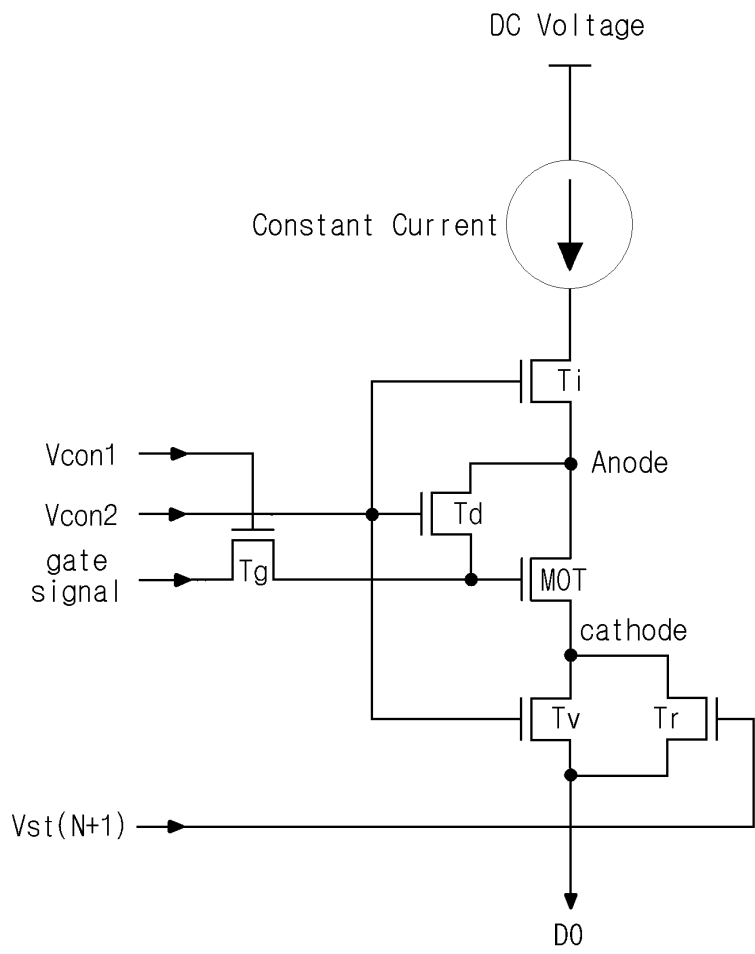 DC Voltage
Constant Current
Ti
Vcon1
Anode
Vcon2
Td
gate
signal
Tg
MOT
cathode
Tv
Tr
Vst(N+1)
DO